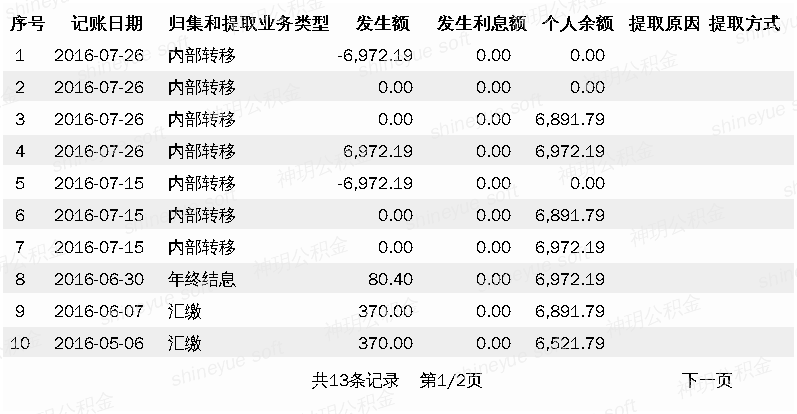 序号 记账日期 归集和提取业务类型 发生额 发生利息额 个人余额 提取原因 提取方式
1 2016-07-26 内部转移 -6,972.19 0.00 0.00
2 2016-07-26 内部转移 0.00 0.00 0.00
3 2016-07-26 内部转移 0.00 0.00 6,891.79
4 2016-07-26 内部转移 6,972.19 0.00 6,972.19
5 2016-07-15 内部转移 -6,972.19 0.00 0.00
6 2016-07-15 内部转移 0.00 0.00 6,891.79
7 2016-07-15 内部转移 0.00 0.00 6,972.19
8 2016-06-30 年终结息 80.40 0.00 6,972.19
9 2016-06-07 汇缴 370.00 0.00 6,891.79
10 2016-05-06 汇缴 370.00 0.00 6,521.79
共13条记录 第1/2页 下一页
神玥公积金
shineyue soft